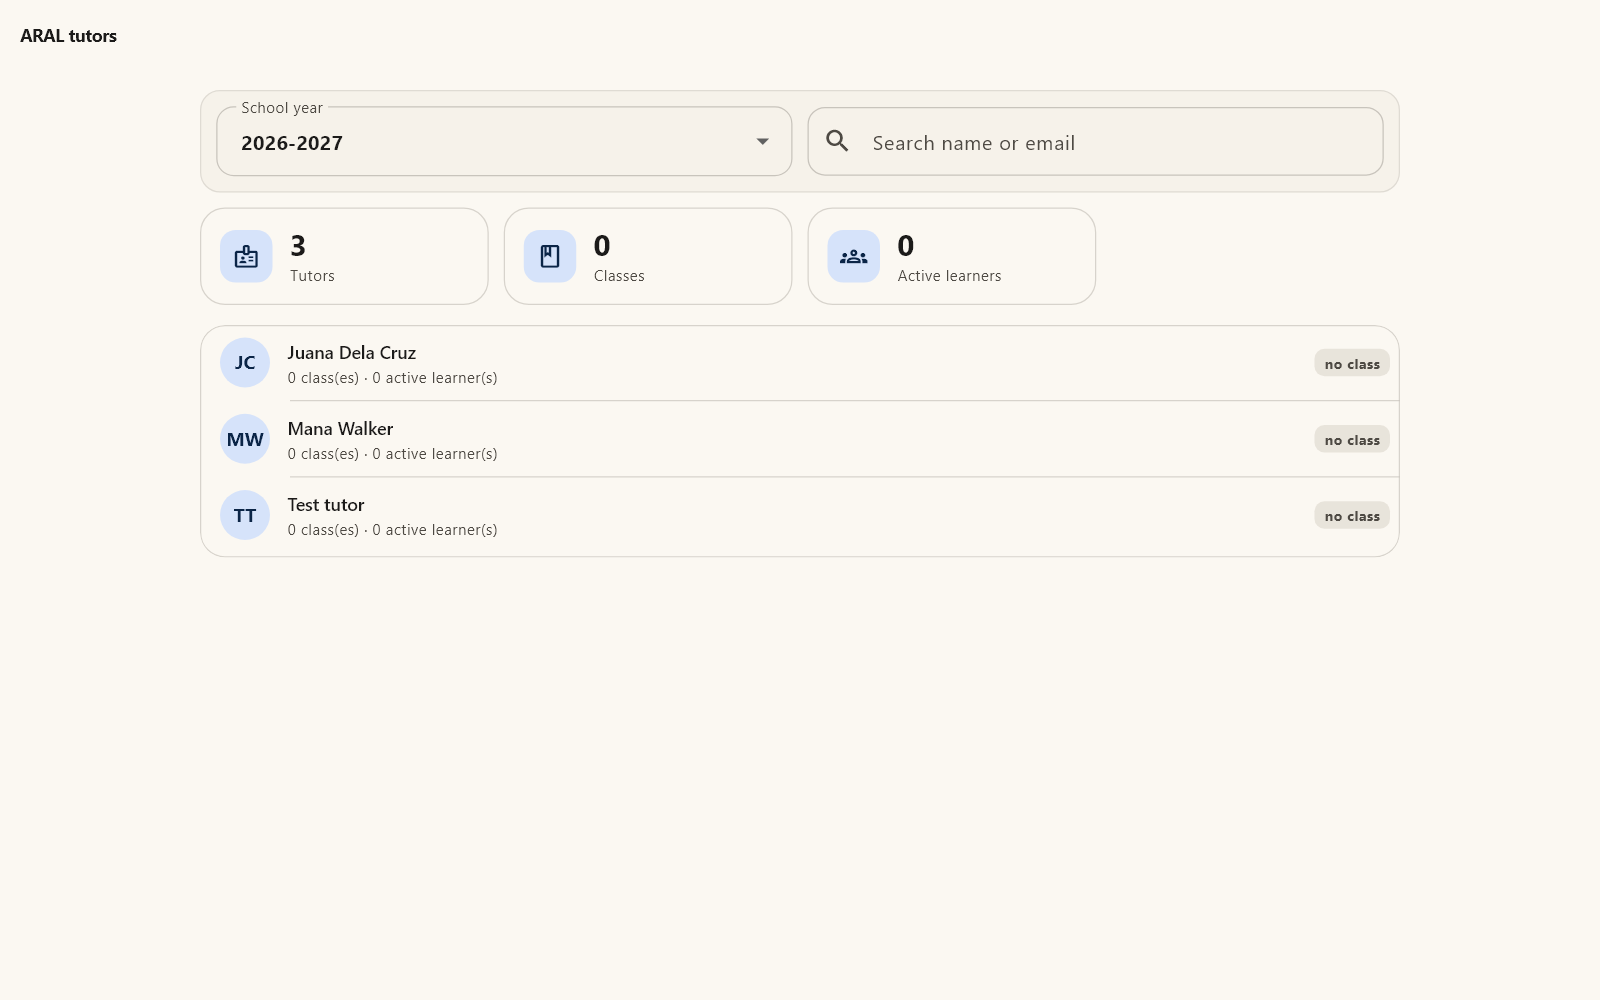 ARAL tutors
School year
2026-2027
Search name or email
3
Tutors
0
Classes
0
Active learners
JC
Juana Dela Cruz
0 class(es) · 0 active learner(s)
no class
MW
Mana Walker
0 class(es) · 0 active learner(s)
no class
TT
Test tutor
0 class(es) · 0 active learner(s)
no class